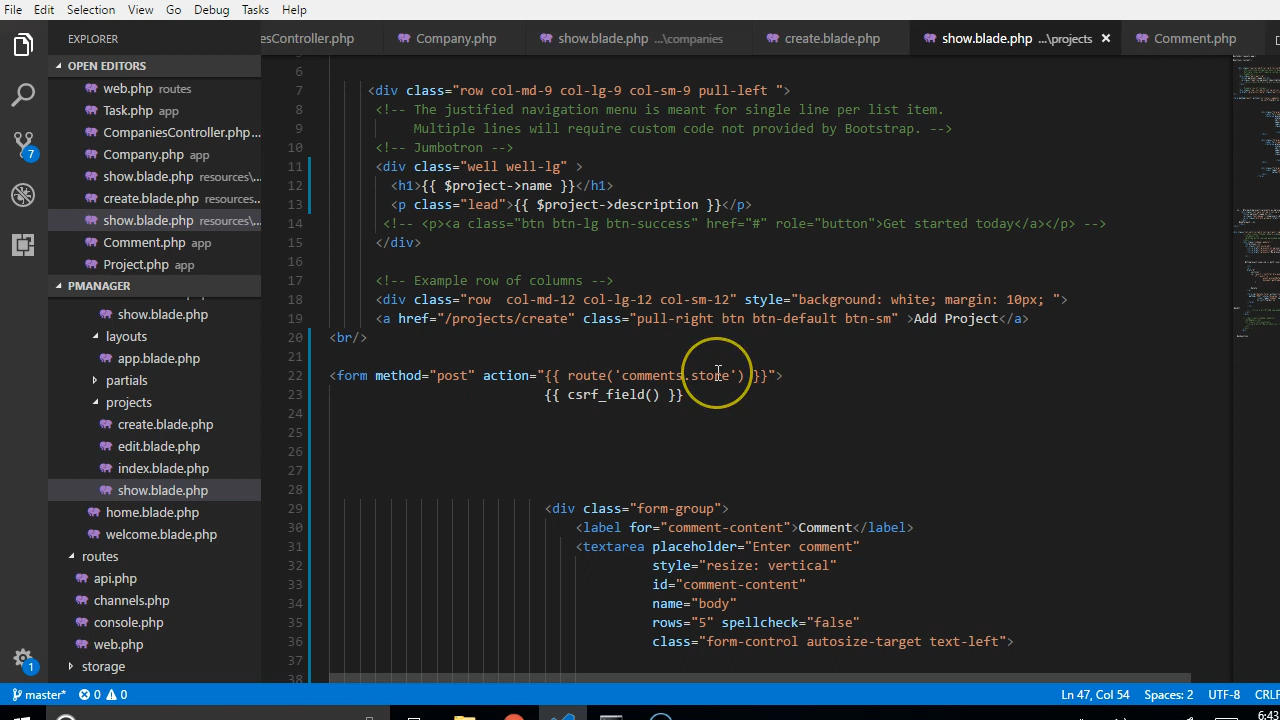 File Edit Selection View Go Debug Tasks Help
EXPLORER
esController.php Company.php show.blade.php ...\companies create.blade.php show.blade.php ...\projects × Comment.php
OPEN EDITORS
web.php routes
Task.php app
CompaniesController.php...
Company.php app
show.blade.php resources\...
create.blade.php resources...
show.blade.php resources\...
Comment.php app
Project.php app
PMANAGER
show.blade.php
layouts
app.blade.php
partials
projects
create.blade.php
edit.blade.php
index.blade.php
show.blade.php
home.blade.php
welcome.blade.php
routes
api.php
channels.php
console.php
web.php
storage
7
1
6
7 <div class="row col-md-9 col-lg-9 col-sm-9 pull-left ">
8 <!-- The justified navigation menu is meant for single line per list item.
9 Multiple lines will require custom code not provided by Bootstrap. -->
10 <!-- Jumbotron -->
11 <div class="well well-lg" >
12 <h1>{{ $project->name }}</h1>
13 <p class="lead">{{ $project->description }}</p>
14 <!-- <p><a class="btn btn-lg btn-success" href="#" role="button">Get started today</a></p> -->
15 </div>
16
17 <!-- Example row of columns -->
18 <div class="row  col-md-12 col-lg-12 col-sm-12" style="background: white; margin: 10px; ">
19 <a href="/projects/create" class="pull-right btn btn-default btn-sm" >Add Project</a>
20 <br/>
21
22 <form method="post" action="{{ route('comments.store') }}">
23 {{ csrf_field() }}
24
25
26
27
28
29 <div class="form-group">
30 <label for="comment-content">Comment</label>
31 <textarea placeholder="Enter comment"
32 style="resize: vertical"
33 id="comment-content"
34 name="body"
35 rows="5" spellcheck="false"
36 class="form-control autosize-target text-left">
37
38
master* 0 0 Ln 47, Col 54 Spaces: 2 UTF-8 CRLF
6:43